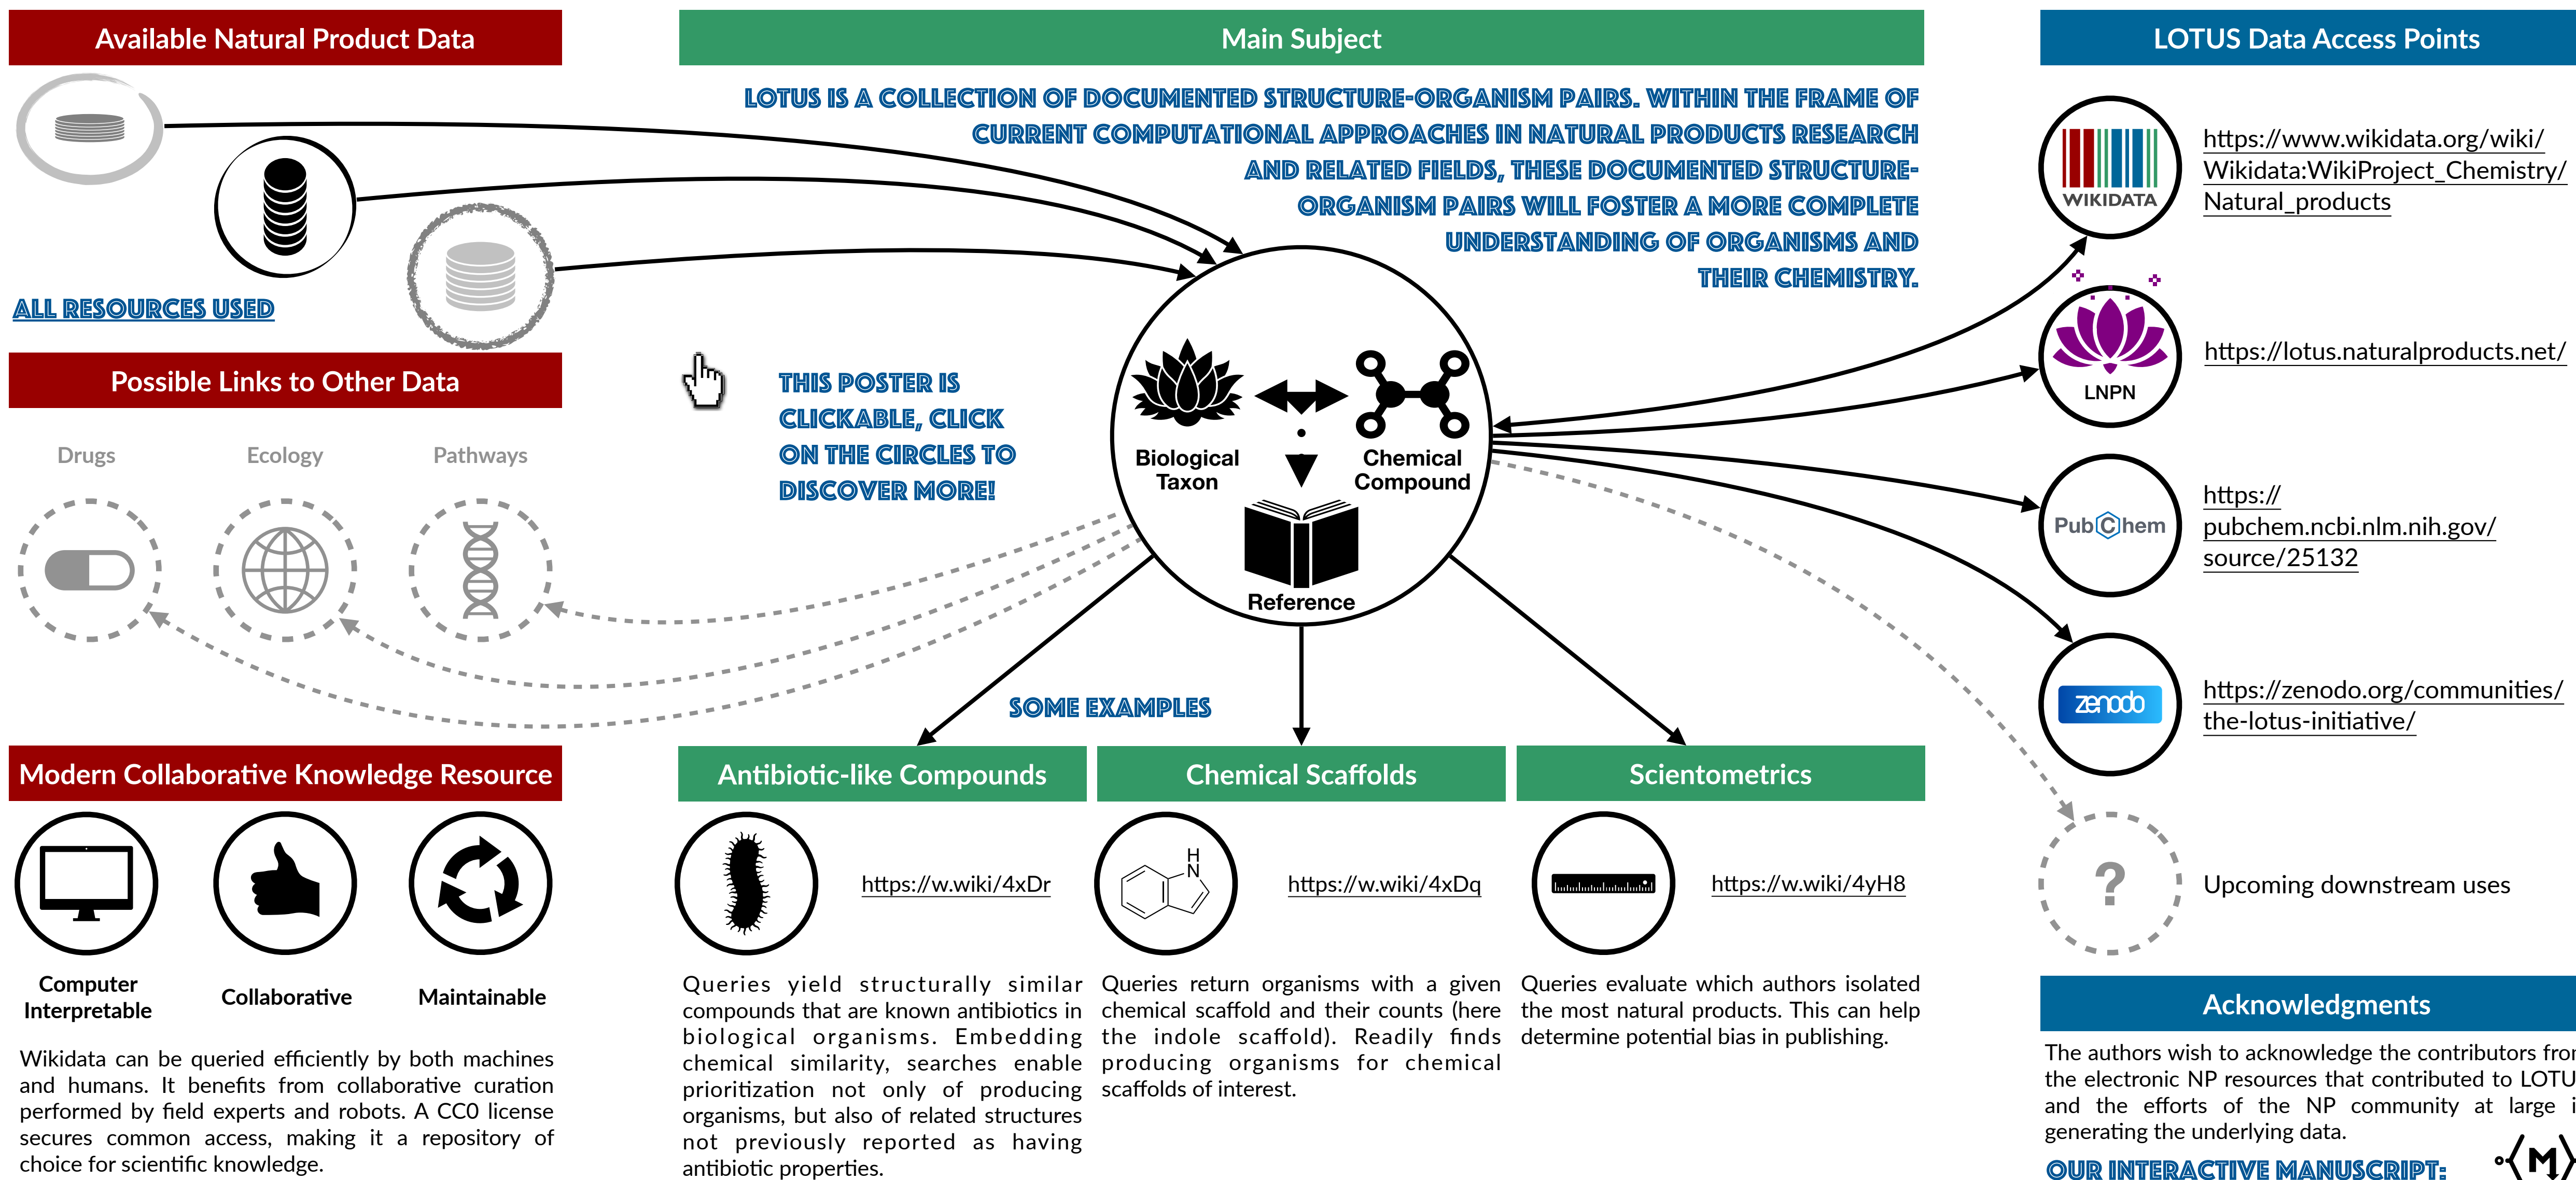 Available Natural Product Data
ALL RESOURCES USED
Possible Links to Other Data
Drugs
Ecology
Pathways
Modern Collaborative Knowledge Resource
Computer
Interpretable
Collaborative
Maintainable
Wikidata can be queried efficiently by both machines
and humans. It benefits from collaborative curation
performed by field experts and robots. A CC0 license
secures common access, making it a repository of
choice for scientific knowledge.
Main Subject
LOTUS IS A COLLECTION OF DOCUMENTED STRUCTURE-ORGANISM PAIRS. WITHIN THE FRAME OF
CURRENT COMPUTATIONAL APPROACHES IN NATURAL PRODUCTS RESEARCH
AND RELATED FIELDS, THESE DOCUMENTED STRUCTURE-
ORGANISM PAIRS WILL FOSTER A MORE COMPLETE
UNDERSTANDING OF ORGANISMS AND
THEIR CHEMISTRY.
THIS POSTER IS
CLICKABLE, CLICK
ON THE CIRCLES TO
DISCOVER MORE!
Biological
Taxon
Chemical
Compound
Reference
SOME EXAMPLES
Antibiotic-like Compounds
https://w.wiki/4xDr
Queries yield structurally similar
compounds that are known antibiotics in
biological organisms. Embedding
chemical similarity, searches enable
prioritization not only of producing
organisms, but also of related structures
not previously reported as having
antibiotic properties.
Chemical Scaffolds
H
N
https://w.wiki/4xDq
Queries return organisms with a given
chemical scaffold and their counts (here
the indole scaffold). Readily finds
producing organisms for chemical
scaffolds of interest.
Scientometrics
https://w.wiki/4yH8
Queries evaluate which authors isolated
the most natural products. This can help
determine potential bias in publishing.
LOTUS Data Access Points
WIKIDATA
https://www.wikidata.org/wiki/
Wikidata:WikiProject_Chemistry/
Natural_products
LNPN
https://lotus.naturalproducts.net/
PubChem
https://
pubchem.ncbi.nlm.nih.gov/
source/25132
zenodo
https://zenodo.org/communities/
the-lotus-initiative/
?
Upcoming downstream uses
Acknowledgments
The authors wish to acknowledge the contributors
the electronic NP resources that contributed to
and the efforts of the NP community at large
generating the underlying data.
OUR INTERACTIVE MANUSCRIPT:
M